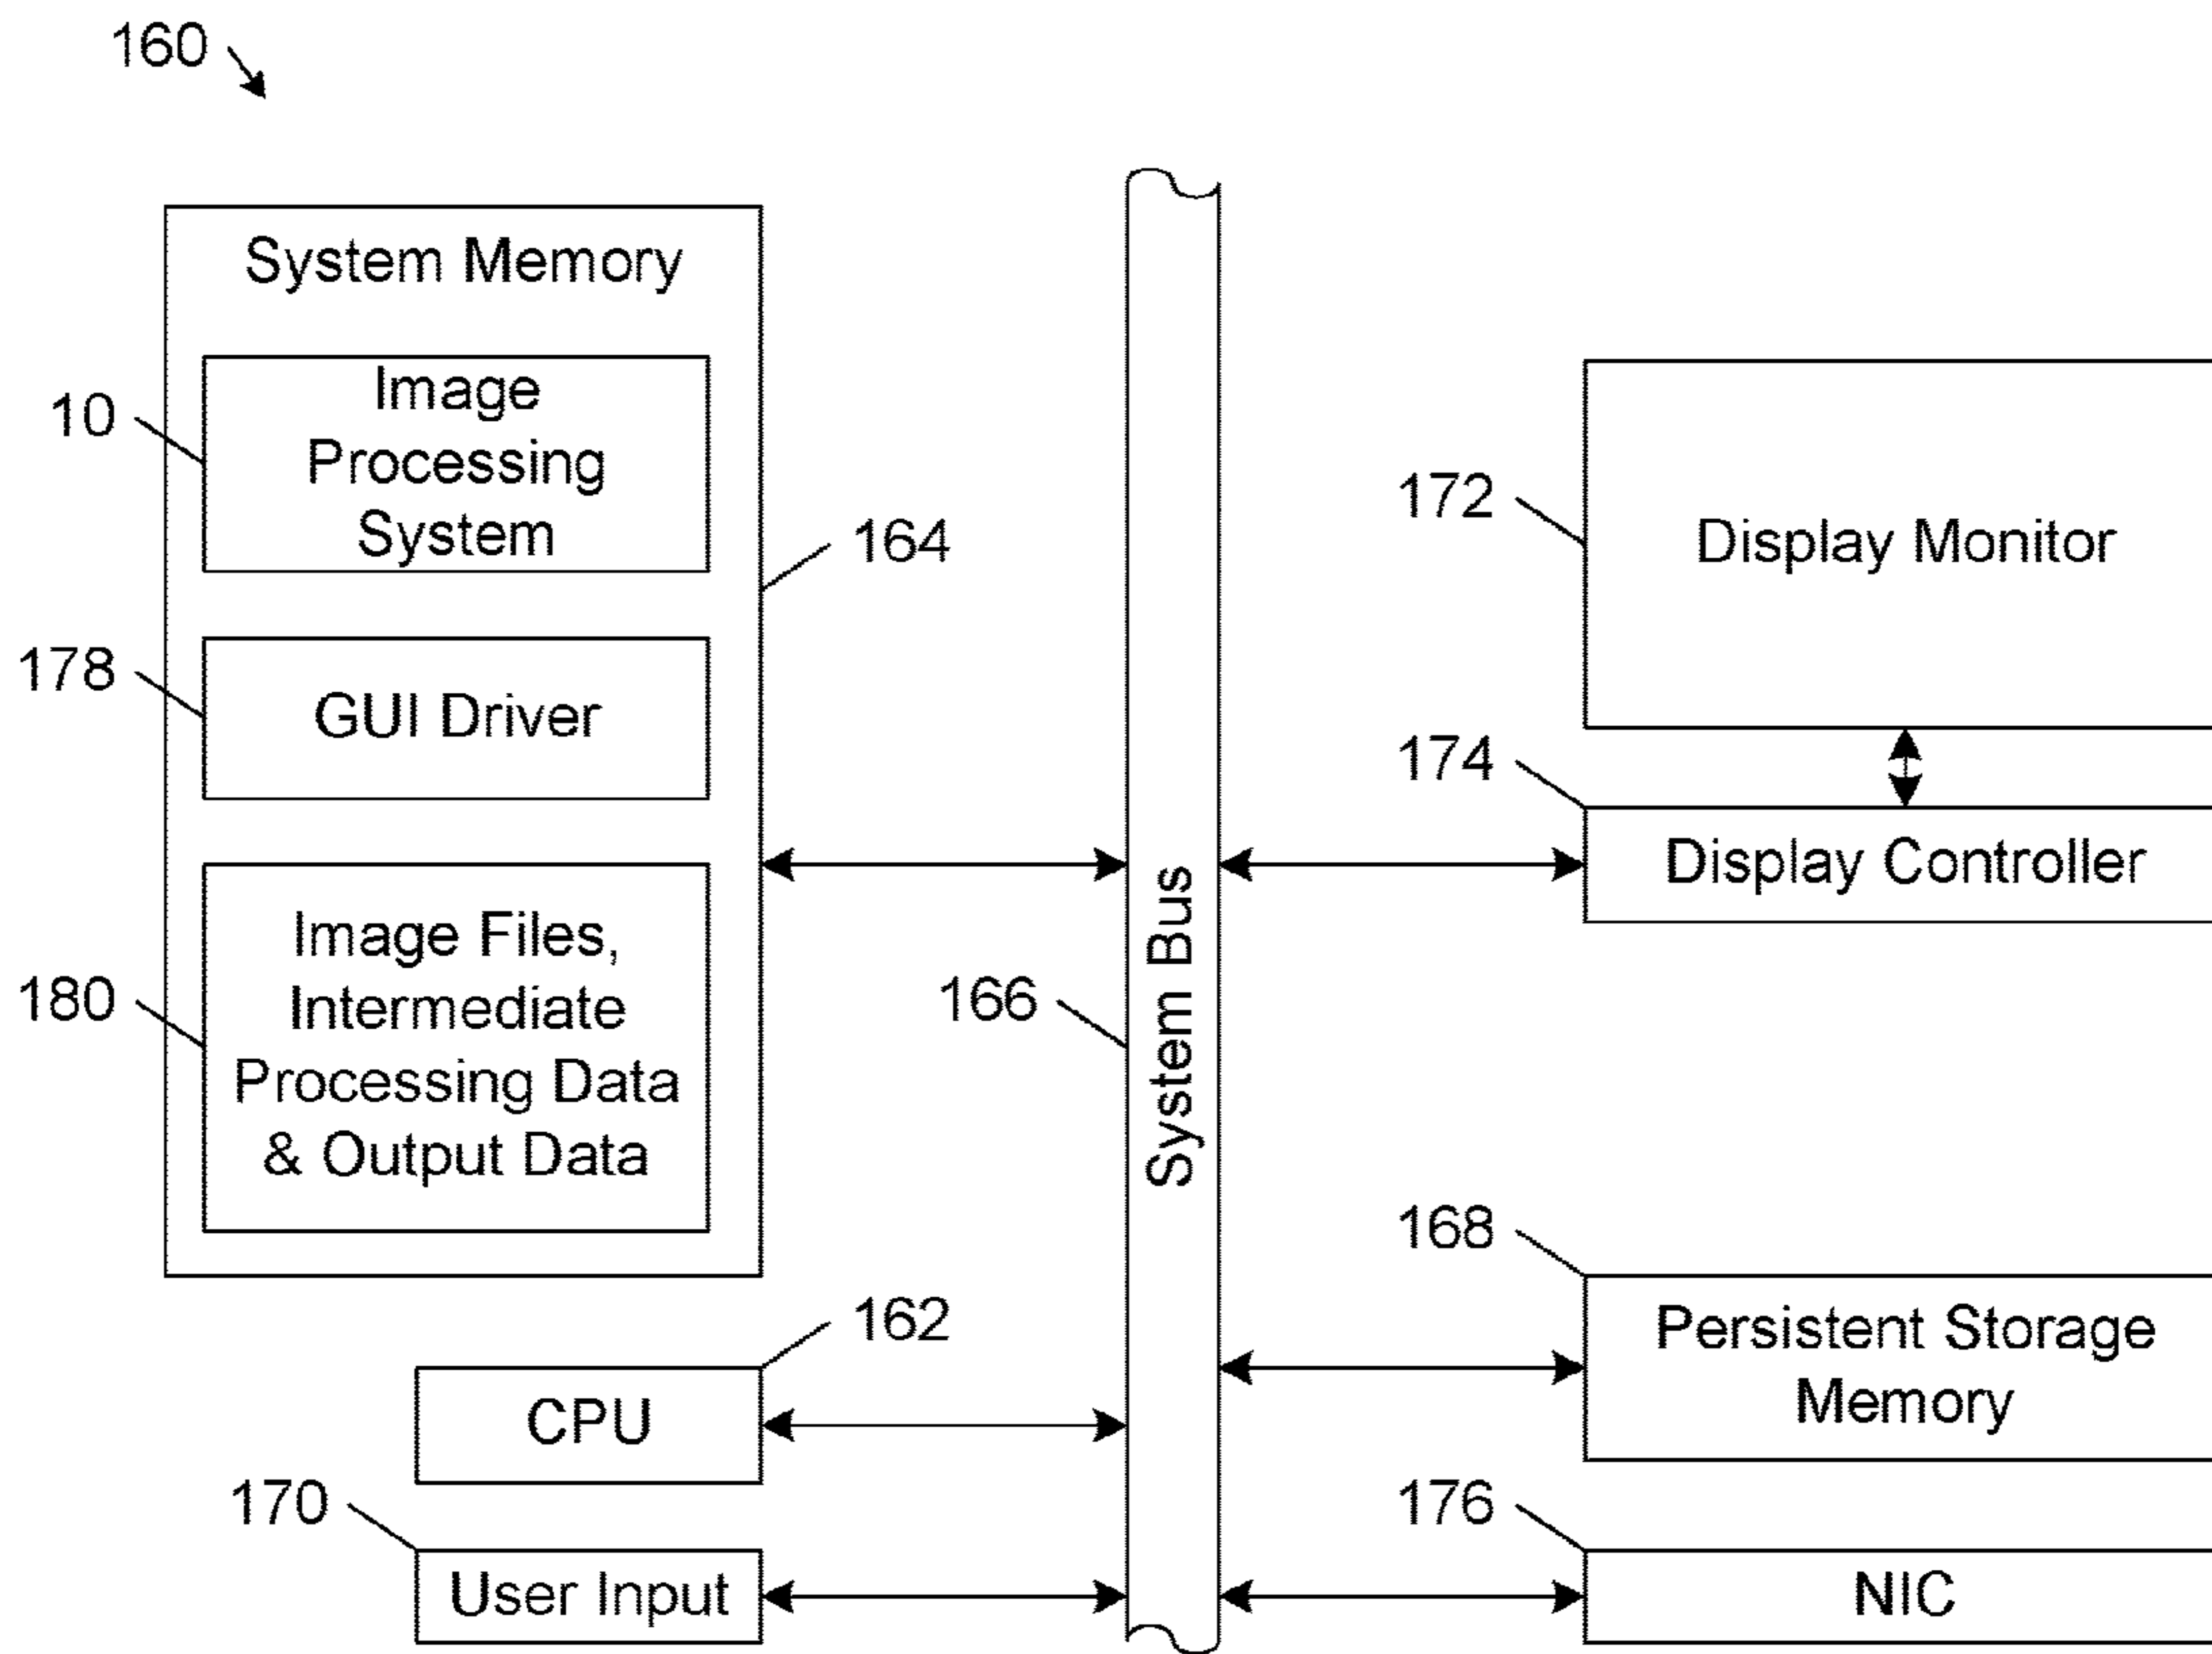 160
System Memory
10
Image
Processing
System
164
178
GUI Driver
180
Image Files,
Intermediate
Processing Data
& Output Data
162
CPU
170
User Input
166
System Bus
172
Display Monitor
174
Display Controller
168
Persistent Storage
Memory
176
NIC